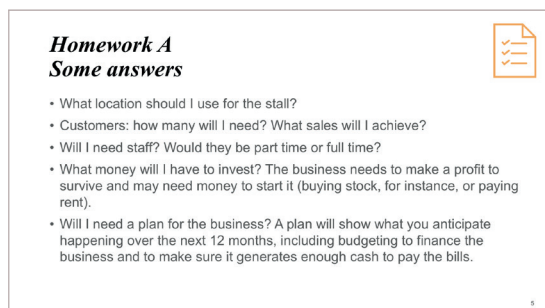 Homework A
Some answers
• What location should I use for the stall?
• Customers: how many will I need? What sales will I achieve?
• Will I need staff? Would they be part time or full time?
• What money will I have to invest? The business needs to make a profit to
survive and may need money to start it (buying stock, for instance, or paying
rent).
• Will I need a plan for the business? A plan will show what you anticipate
happening over the next 12 months, including budgeting to finance the
business and to make sure it generates enough cash to pay the bills.
5